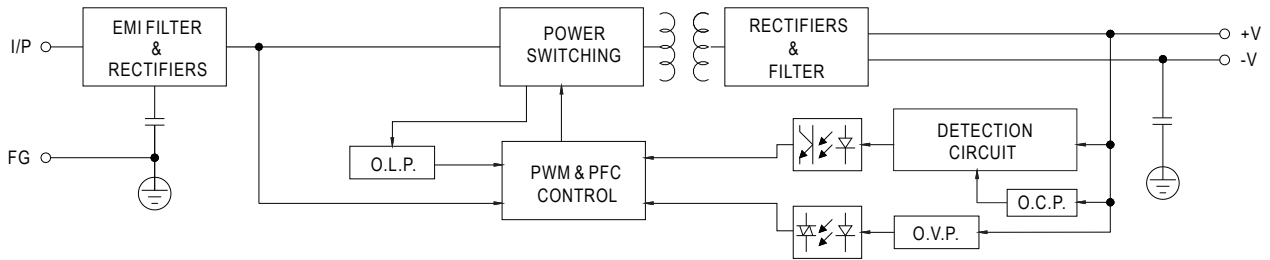 I/P
EMI FILTER
&
RECTIFIERS
POWER
SWITCHING
RECTIFIERS
&
FILTER
+V
-V
FG
O.L.P.
PWM & PFC
CONTROL
DETECTION
CIRCUIT
O.C.P.
O.V.P.